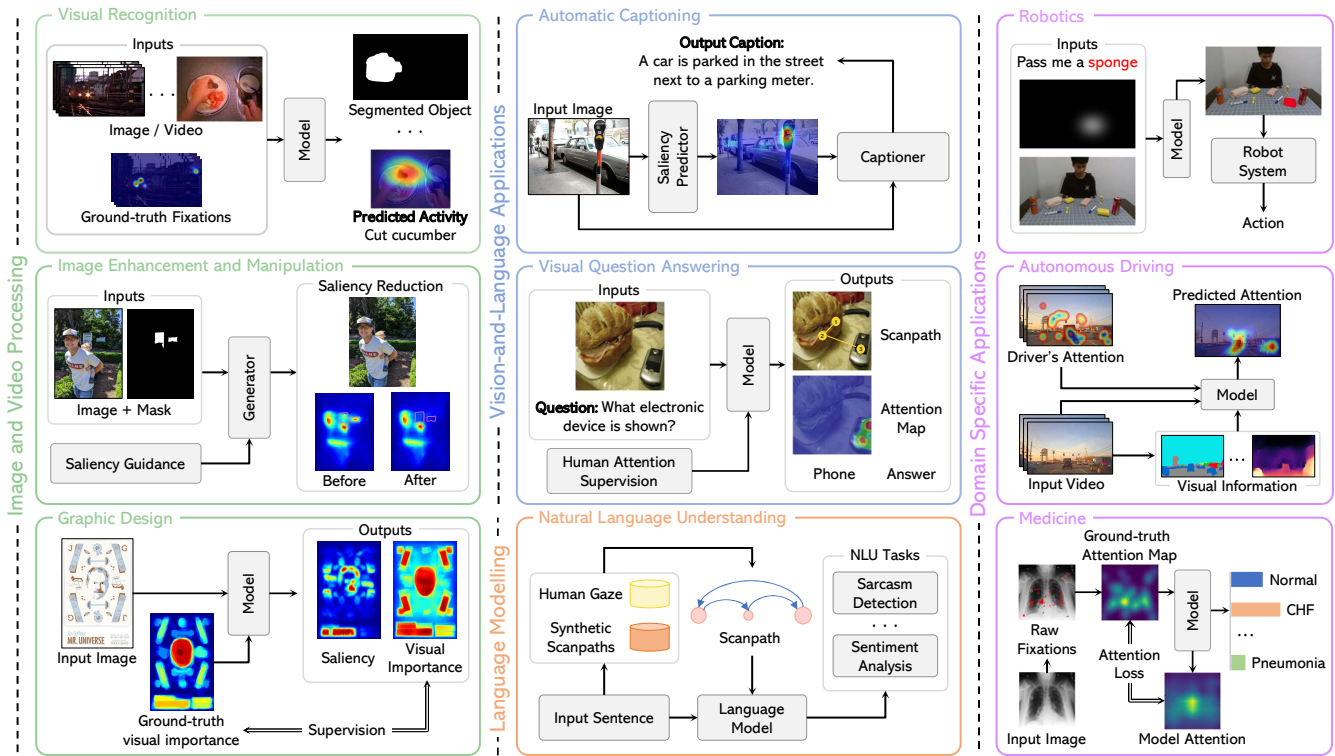 Image and Video Processing
Visual Recognition
Inputs
. . .
Image / Video
Ground-truth Fixations
Model
Segmented Object
. . .
Predicted Activity
Cut cucumber
Image Enhancement and Manipulation
Inputs
Image + Mask
Saliency Guidance
Generator
Saliency Reduction
Before
After
Graphic Design
J
G
MR. UNIVERSE
Input Image
Ground-truth
visual importance
Model
Outputs
Saliency
Visual
Importance
Supervision
Vision-and-Language Applications
Automatic Captioning
Output Caption:
A car is parked in the street
next to a parking meter.
Input Image
Saliency
Predictor
Captioner
Visual Question Answering
Inputs
Question: What electronic
device is shown?
Human Attention
Supervision
Model
Outputs
1
2
3
Scanpath
Attention
Map
Phone
Answer
Language Modelling
Natural Language Understanding
Human Gaze
Synthetic
Scanpaths
Scanpath
Input Sentence
Language
Model
NLU Tasks
Sarcasm
Detection
. . .
Sentiment
Analysis
Domain Specific Applications
Robotics
Inputs
Pass me a sponge
Model
Robot
System
Action
Autonomous Driving
Driver's Attention
Input Video
Predicted Attention
Model
. . .
Visual Information
Medicine
Ground-truth
Attention Map
Raw
Fixations
Input Image
Attention
Loss
Model
Model Attention
Normal
CHF
...
Pneumonia